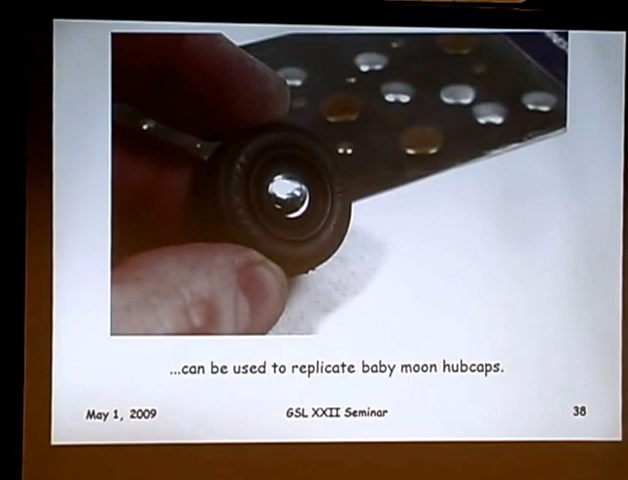 ...can be used to replicate baby moon hubcaps.
May 1, 2009
GSL XXII Seminar
38